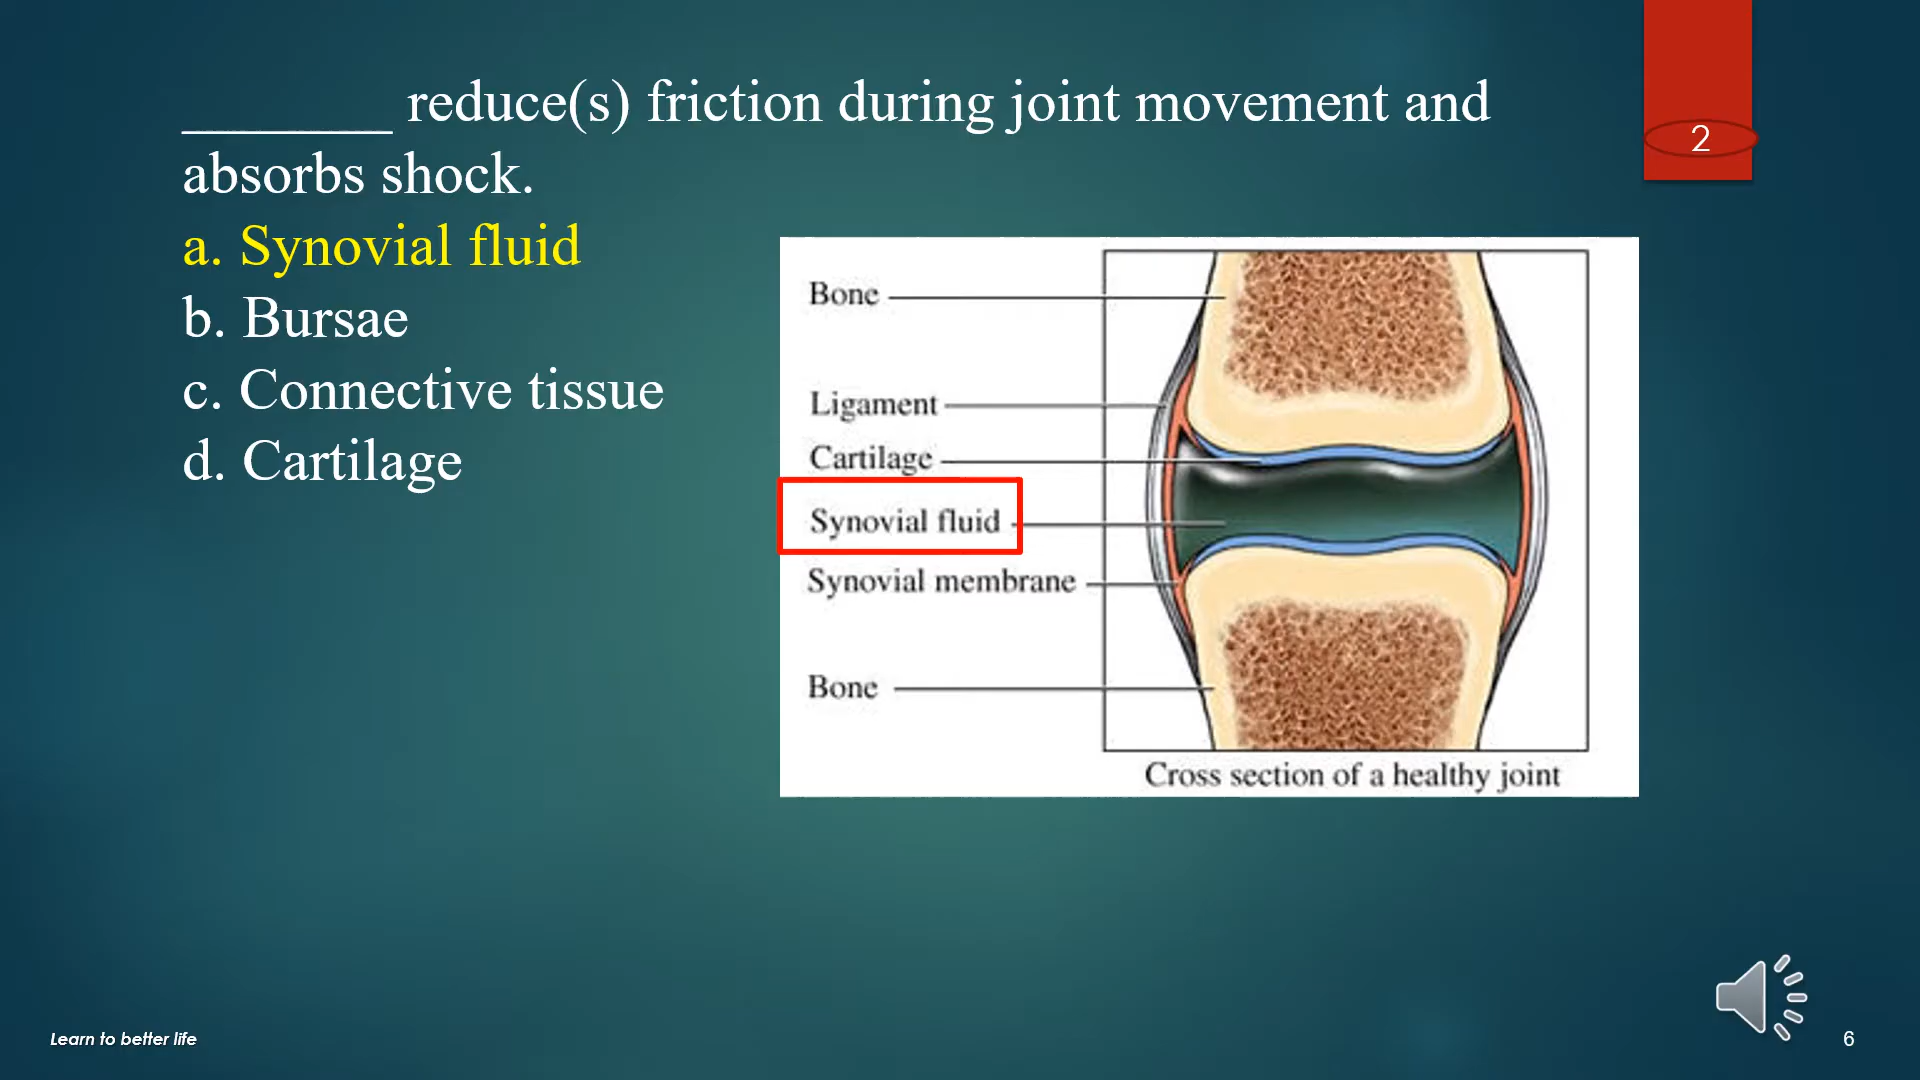 ________ reduce(s) friction during joint movement and
absorbs shock.
a. Synovial fluid
b. Bursae
c. Connective tissue
d. Cartilage
2
Bone
Ligament
Cartilage
Synovial fluid
Synovial membrane
Bone
Cross section of a healthy joint
Learn to better life
6